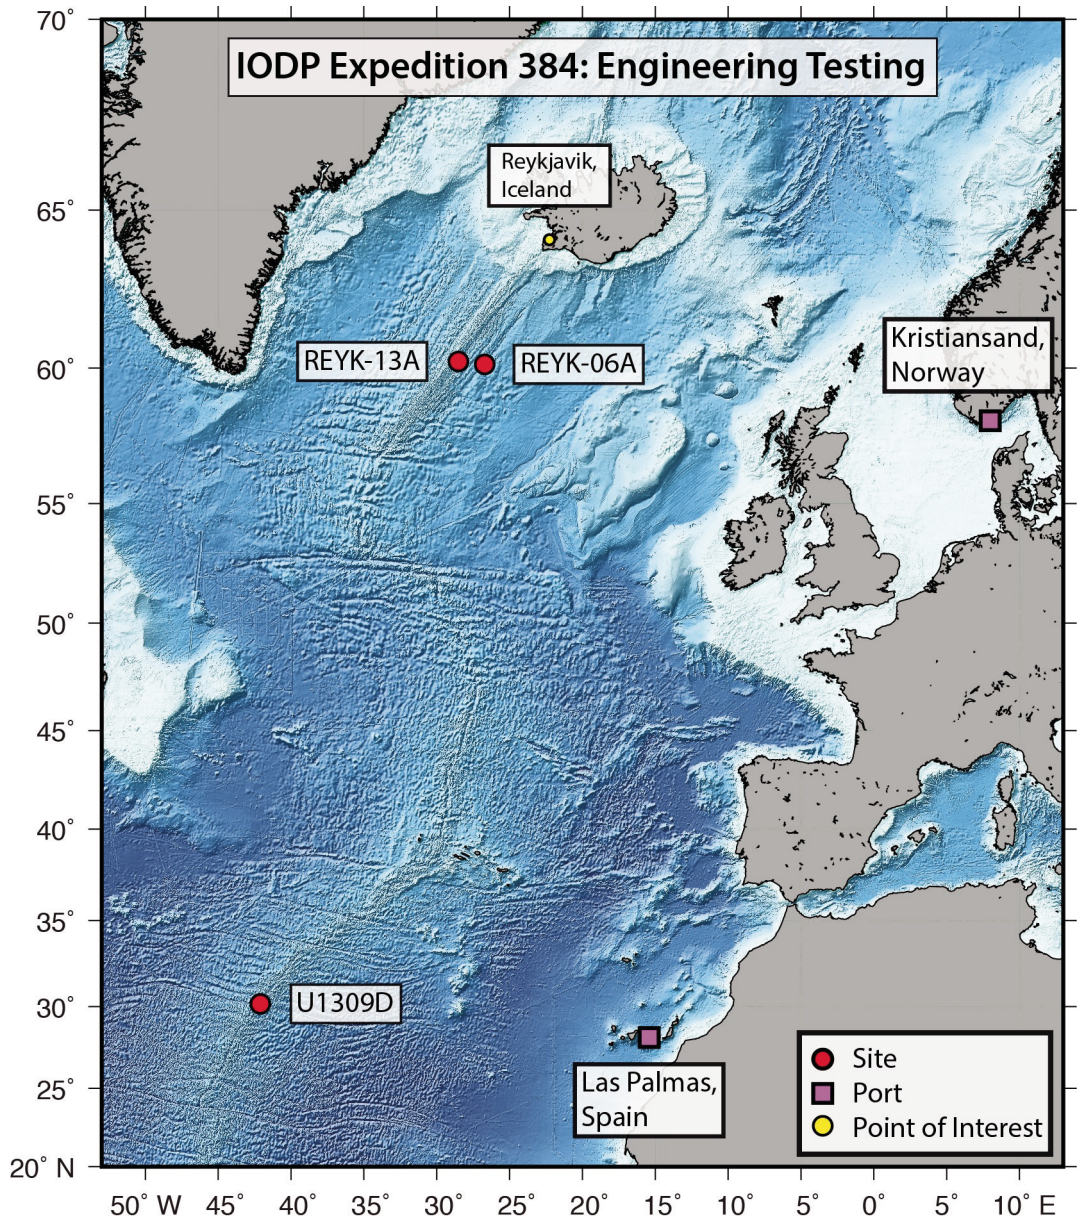 IODP Expedition 384: Engineering Testing
70°
65°
60°
55°
50°
45°
40°
35°
30°
25°
20° N
Reykjavik,
Iceland
REYK-13A
REYK-06A
Kristiansand,
Norway
U1309D
Las Palmas,
Spain
Site
Port
Point of Interest
50° W
45°
40°
35°
30°
25°
20°
15°
10°
5°
0°
5°
10° E